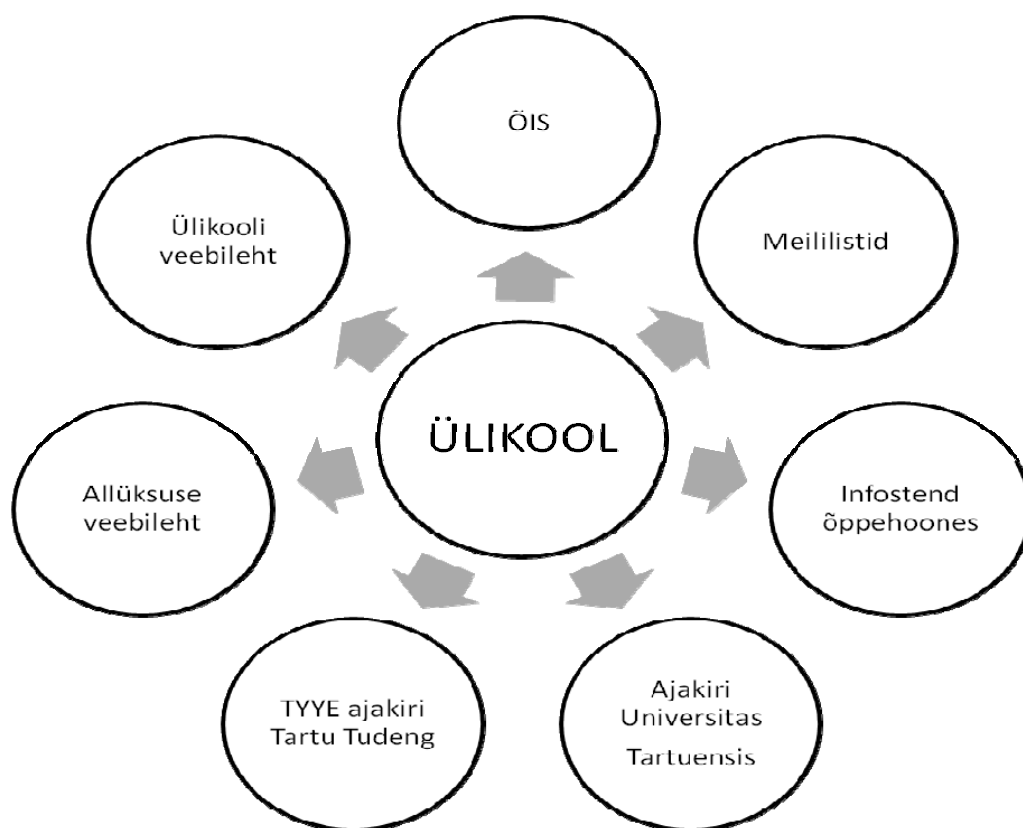 ÕIS
Ülikooli
veebileht
Meililistid
ÜLIKOOL
Allüksuse
veebileht
Infostend
õppehoones
TYYE ajakiri
Tartu Tudeng
Ajakiri
Universitas
Tartuensis